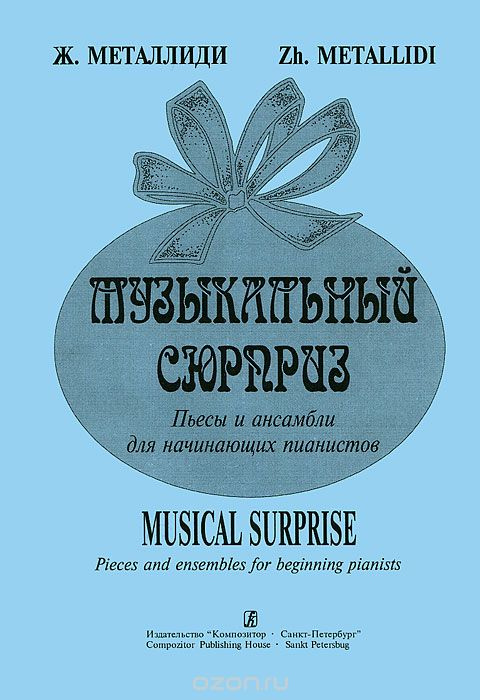 Ж. МЕТАЛЛИДИ Zh. METALLIDI
МУЗЫКАЛЬНЫЙ
СЮРПРИЗ
Пьесы и ансамбли
для начинающих пианистов
MUSICAL SURPRISE
Pieces and ensembles for beginning pianists
Издательство "Композитор · Санкт-Петербург"
Compozitor Publishing House · Sankt Petersbug
ozon.ru